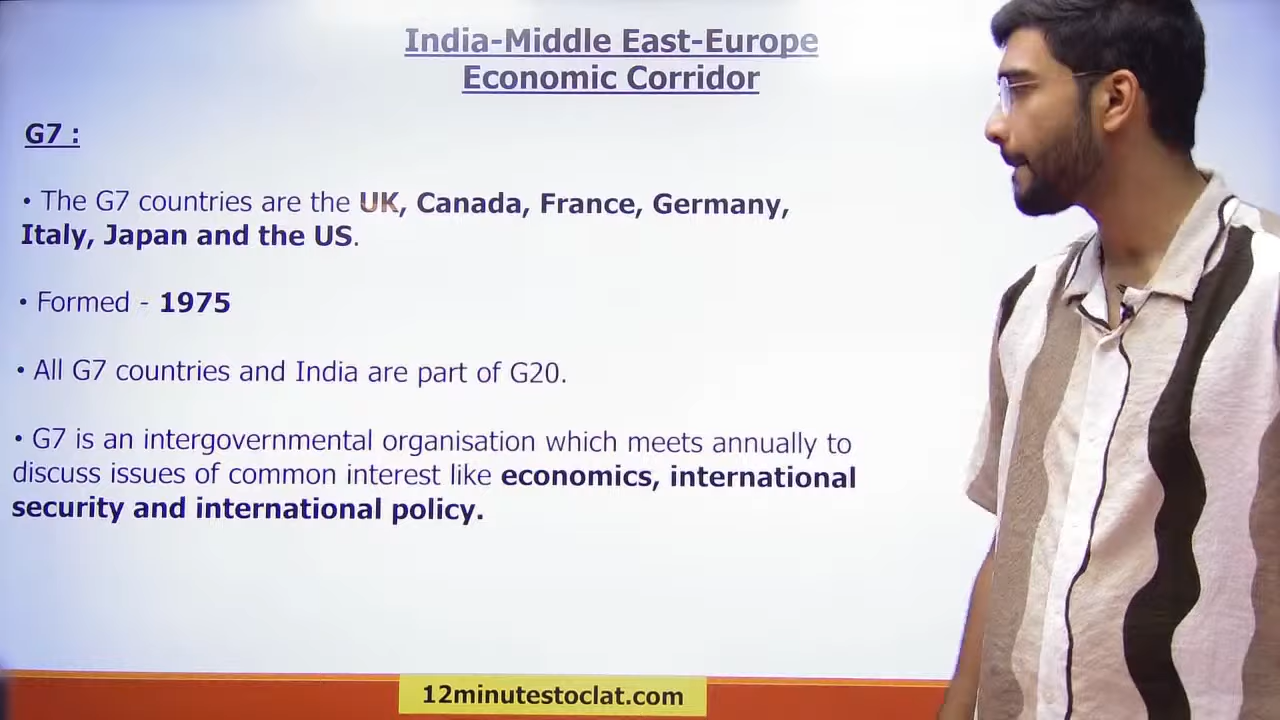 India-Middle East-Europe
Economic Corridor
G7 :
• The G7 countries are the UK, Canada, France, Germany,
Italy, Japan and the US.
• Formed - 1975
• All G7 countries and India are part of G20.
• G7 is an intergovernmental organisation which meets annually to
discuss issues of common interest like economics, international
security and international policy.
12minutestoclat.com